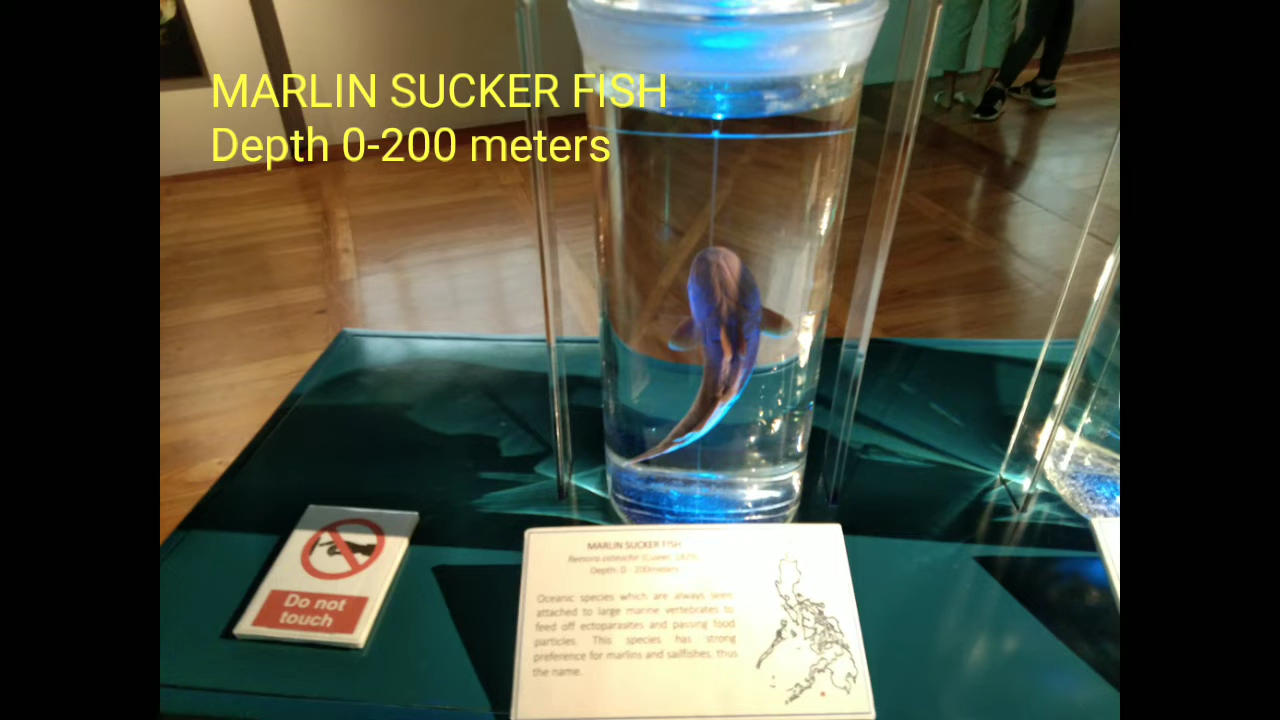 MARLIN SUCKER FISH
Depth 0-200 meters
Do not
touch
MARLIN SUCKER FISH
Remora osteochir (Cuvier, 1829)
Depth: 0 - 200meters
Oceanic species which are always seen
attached to large marine vertebrates to
feed off ectoparasites and passing food
particles. This species has strong
preference for marlins and sailfishes, thus
the name.